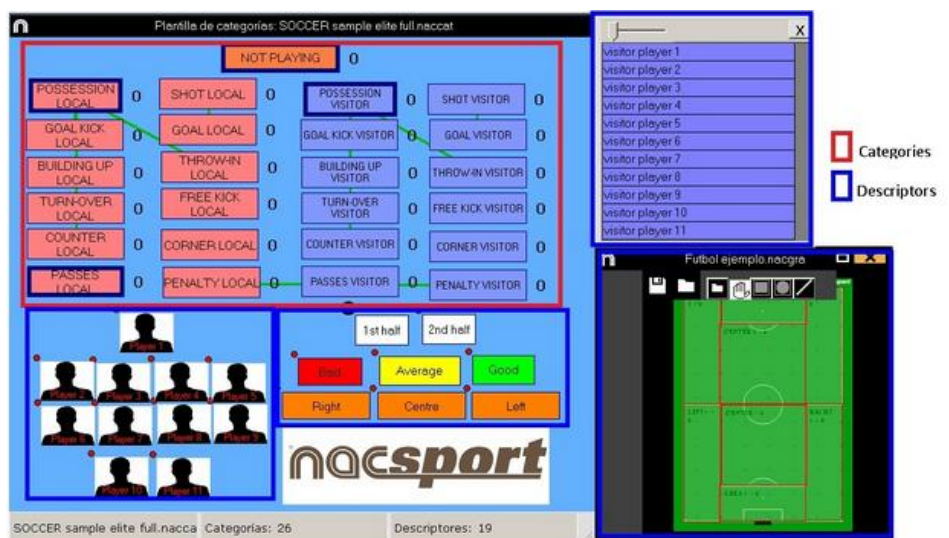 Plantilla de categorías: SOCCER sample elite full.naccat
NOT PLAYING 0
POSSESSION
LOCAL 0
SHOT LOCAL 0
POSSESSION
VISITOR 0
SHOT VISITOR 0
GOAL KICK
LOCAL 0
GOAL LOCAL 0
GOAL KICK VISITOR 0
GOAL VISITOR 0
BUILDING UP
LOCAL 0
THROW-IN
LOCAL 0
BUILDING UP
VISITOR 0
THROW-IN VISITOR 0
TURN-OVER
LOCAL 0
FREE KICK
LOCAL 0
TURN-OVER
VISITOR 0
FREE KICK VISITOR 0
COUNTER
LOCAL 0
CORNER LOCAL 0
COUNTER VISITOR 0
CORNER VISITOR 0
PASSES
LOCAL 0
PENALTY LOCAL 0
PASSES VISITOR 0
PENALTY VISITOR 0
Player 1
Player 2
Player 3
Player 4
Player 5
Player 6
Player 7
Player 8
Player 9
Player 10
Player 11
1st half
2nd half
Bad
Average
Good
Right
Centre
Left
nacsport
SOCCER sample elite full.nacca
Categorías: 26
Descriptores: 19
X
visitor player 1
visitor player 2
visitor player 3
visitor player 4
visitor player 5
visitor player 6
visitor player 7
visitor player 8
visitor player 9
visitor player 10
visitor player 11
Categories
Descriptors
Futbol ejemplo.nacgra